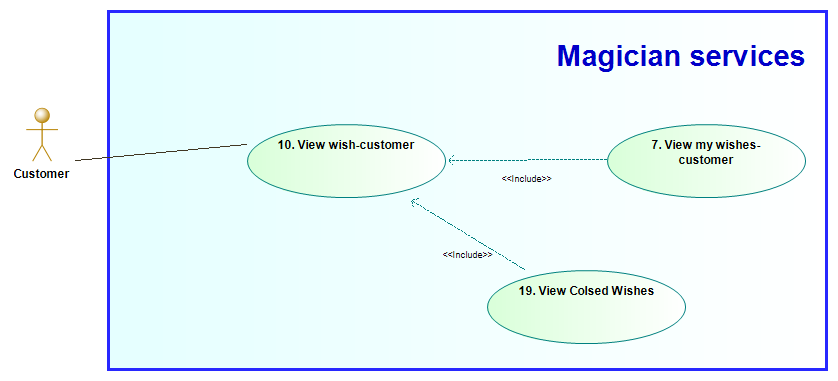 Magician services
Customer
10. View wish-customer
7. View my wishes-
customer
<<Include>>
<<Include>>
19. View Colsed Wishes